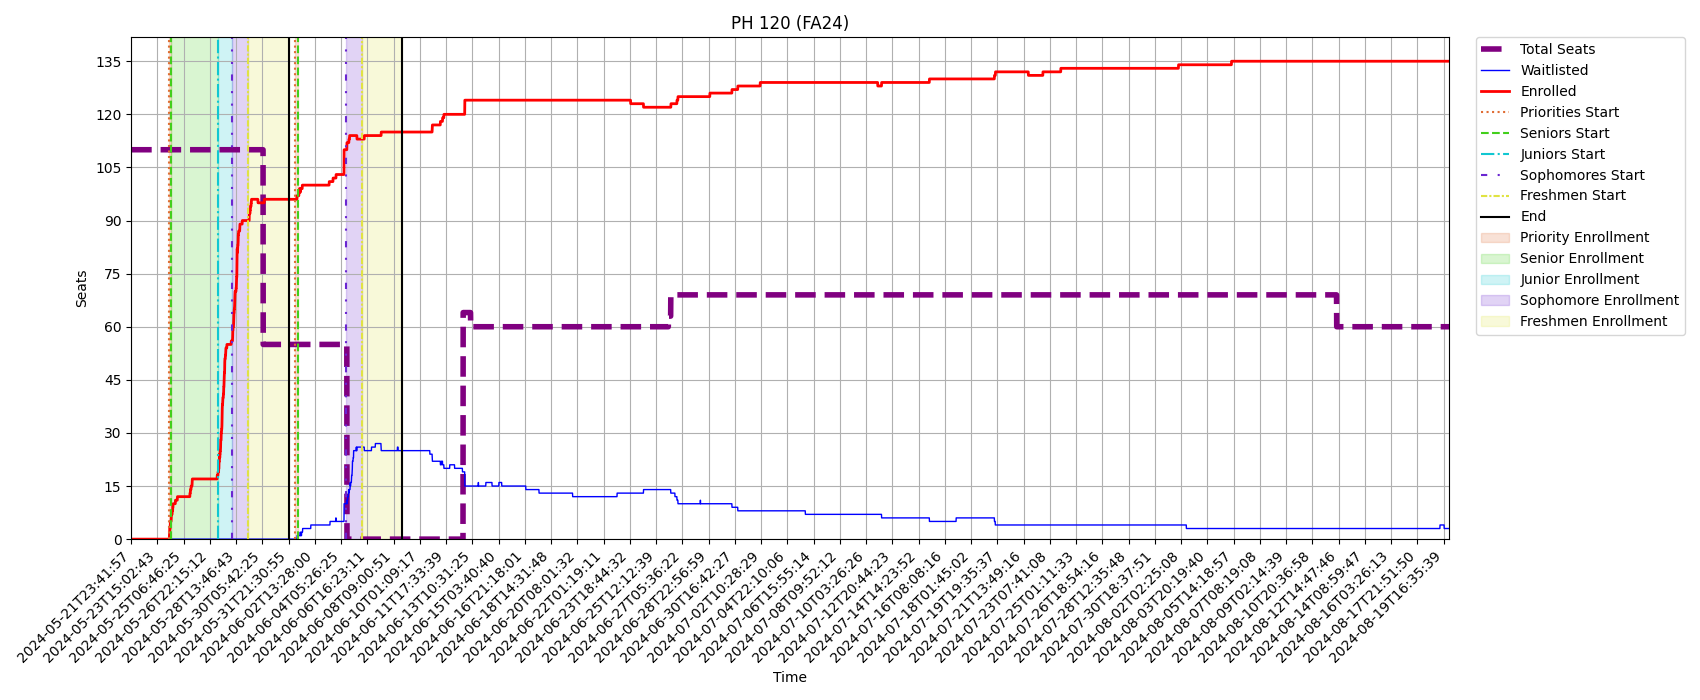 PH 120 (FA24)
Seats
135
120
105
90
75
60
45
30
15
0
2024-05-21T23:41:57
2024-05-23T15:02:43
2024-05-25T06:46:25
2024-05-26T22:15:12
2024-05-28T13:46:43
2024-05-30T05:42:25
2024-05-31T21:30:55
2024-06-02T13:28:00
2024-06-04T05:26:25
2024-06-06T16:23:11
2024-06-08T09:00:51
2024-06-10T01:09:17
2024-06-11T17:33:39
2024-06-13T10:31:25
2024-06-15T03:40:40
2024-06-16T21:18:01
2024-06-18T14:31:48
2024-06-20T08:01:32
2024-06-22T01:19:11
2024-06-23T18:44:32
2024-06-25T12:12:39
2024-06-27T05:36:22
2024-06-28T22:56:59
2024-06-30T16:42:27
2024-07-02T10:28:29
2024-07-04T22:10:06
2024-07-06T15:55:14
2024-07-08T09:52:12
2024-07-10T03:26:26
2024-07-12T20:44:23
2024-07-14T14:23:52
2024-07-16T08:08:16
2024-07-18T01:45:02
2024-07-19T19:35:37
2024-07-21T13:49:16
2024-07-23T07:41:08
2024-07-25T01:11:33
2024-07-26T18:54:16
2024-07-28T12:35:48
2024-07-30T18:37:51
2024-08-02T02:25:08
2024-08-03T20:19:40
2024-08-05T14:18:57
2024-08-07T08:19:08
2024-08-09T02:14:39
2024-08-10T20:36:58
2024-08-12T14:47:46
2024-08-14T08:59:47
2024-08-16T03:26:13
2024-08-17T21:51:50
2024-08-19T16:35:39
Time
Total Seats
Waitlisted
Enrolled
Priorities Start
Seniors Start
Juniors Start
Sophomores Start
Freshmen Start
End
Priority Enrollment
Senior Enrollment
Junior Enrollment
Sophomore Enrollment
Freshmen Enrollment